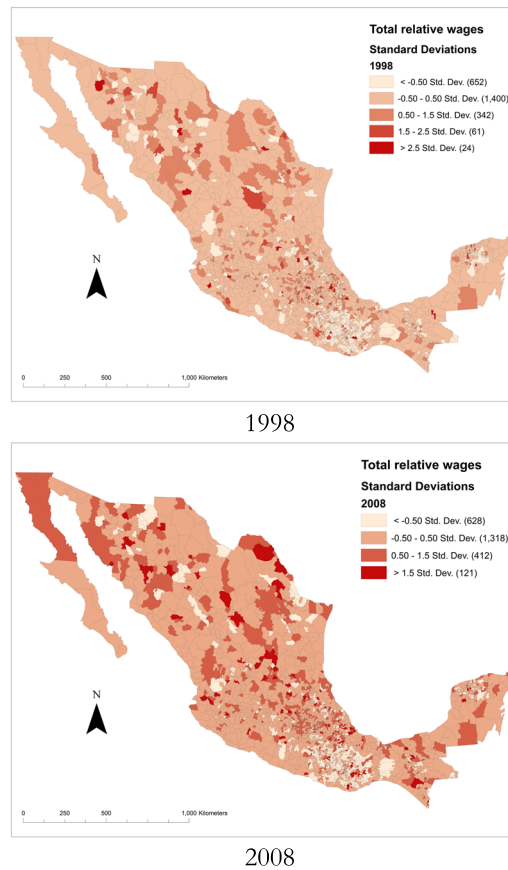 Total relative wages
Standard Deviations
1998
< -0.50 Std. Dev. (652)
-0.50 - 0.50 Std. Dev. (1,400)
0.50 - 1.5 Std. Dev. (342)
1.5 - 2.5 Std. Dev. (61)
> 2.5 Std. Dev. (24)
N
0 250 500 1,000 Kilometers
1998
Total relative wages
Standard Deviations
2008
< -0.50 Std. Dev. (628)
-0.50 - 0.50 Std. Dev. (1,318)
0.50 - 1.5 Std. Dev. (412)
> 1.5 Std. Dev. (121)
N
0 250 500 1,000 Kilometers
2008